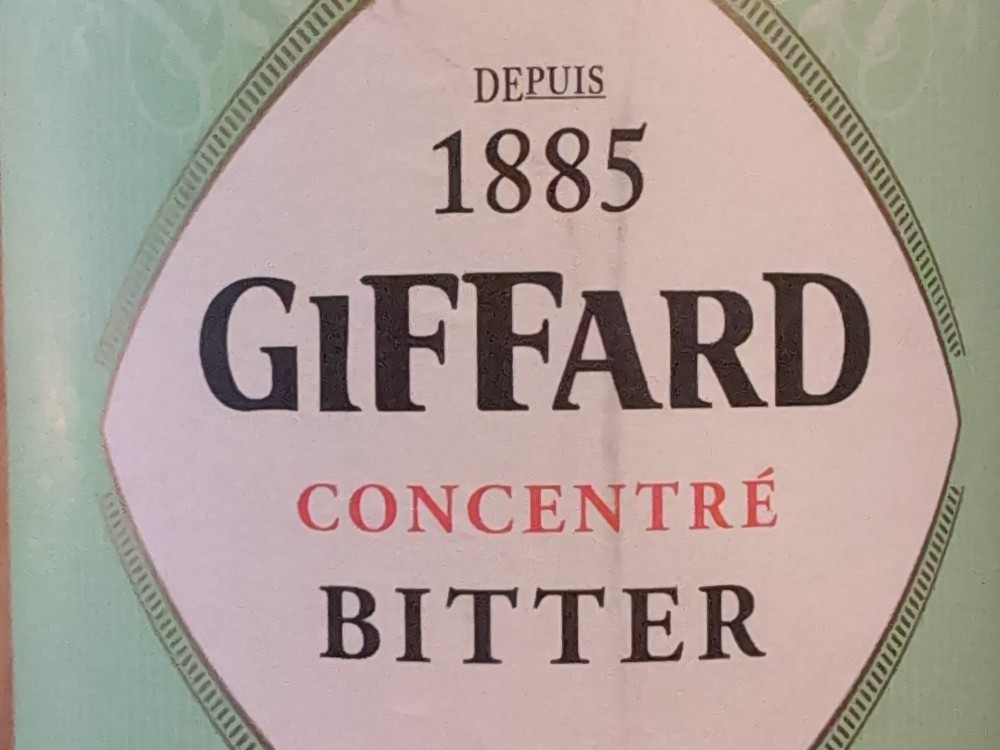 DEPUIS
1885
GIFFARD
CONCENTRÉ
BITTER